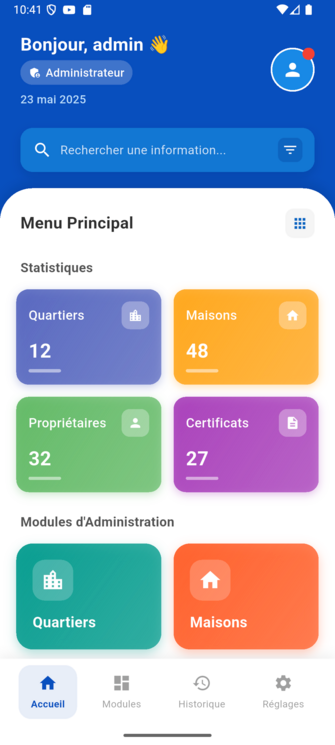 10:41
Bonjour, admin 👋
Administrateur
23 mai 2025
Rechercher une information...
Menu Principal
Statistiques
Quartiers
Maisons
12
48
Propriétaires
Certificats
32
27
Modules d'Administration
Quartiers
Maisons
Accueil
Modules
Historique
Réglages